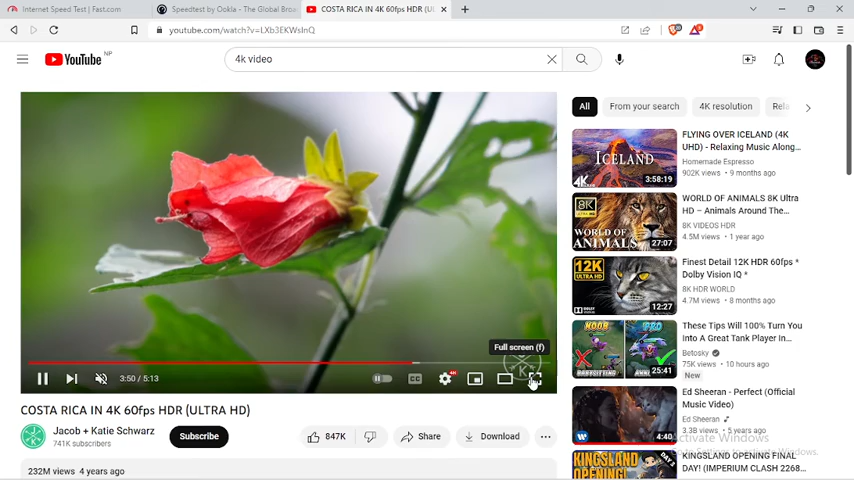 Internet Speed Test | Fast.com
Speedtest by Ookla - The Global Broa
COSTA RICA IN 4K 60fps HDR (UL
youtube.com/watch?v=LXb3EKWsInQ
YouTube NP
4k video
All
From your search
4K resolution
Rela
ICELAND
4K
3:58:19
FLYING OVER ICELAND (4K
UHD) - Relaxing Music Along...
Homemade Espresso
902K views • 9 months ago
8K
ULTRA HD
WORLD OF
ANIMALS
27:07
WORLD OF ANIMALS 8K Ultra
HD – Animals Around The...
8K VIDEOS HDR
4.5M views • 1 year ago
12K
ULTRA HD
12:27
Finest Detail 12K HDR 60fps *
Dolby Vision IQ *
8K HDR WORLD
4.7M views • 8 months ago
NOOB
PRO
25:41
These Tips Will 100% Turn You
Into A Great Tank Player In...
Betosky
75K views • 10 hours ago
New
4:40
Ed Sheeran - Perfect (Official
Music Video)
Ed Sheeran
3.3B views • 5 years ago
KINGSLAND
OPENING!
DAY 2
KINGSLAND OPENING FINAL
DAY! (IMPERIUM CLASH 2268...
Activate Windows
Full screen (f)
3:50 / 5:13
CC
COSTA RICA IN 4K 60fps HDR (ULTRA HD)
Jacob + Katie Schwarz
741K subscribers
Subscribe
847K
Share
Download
232M views 4 years ago